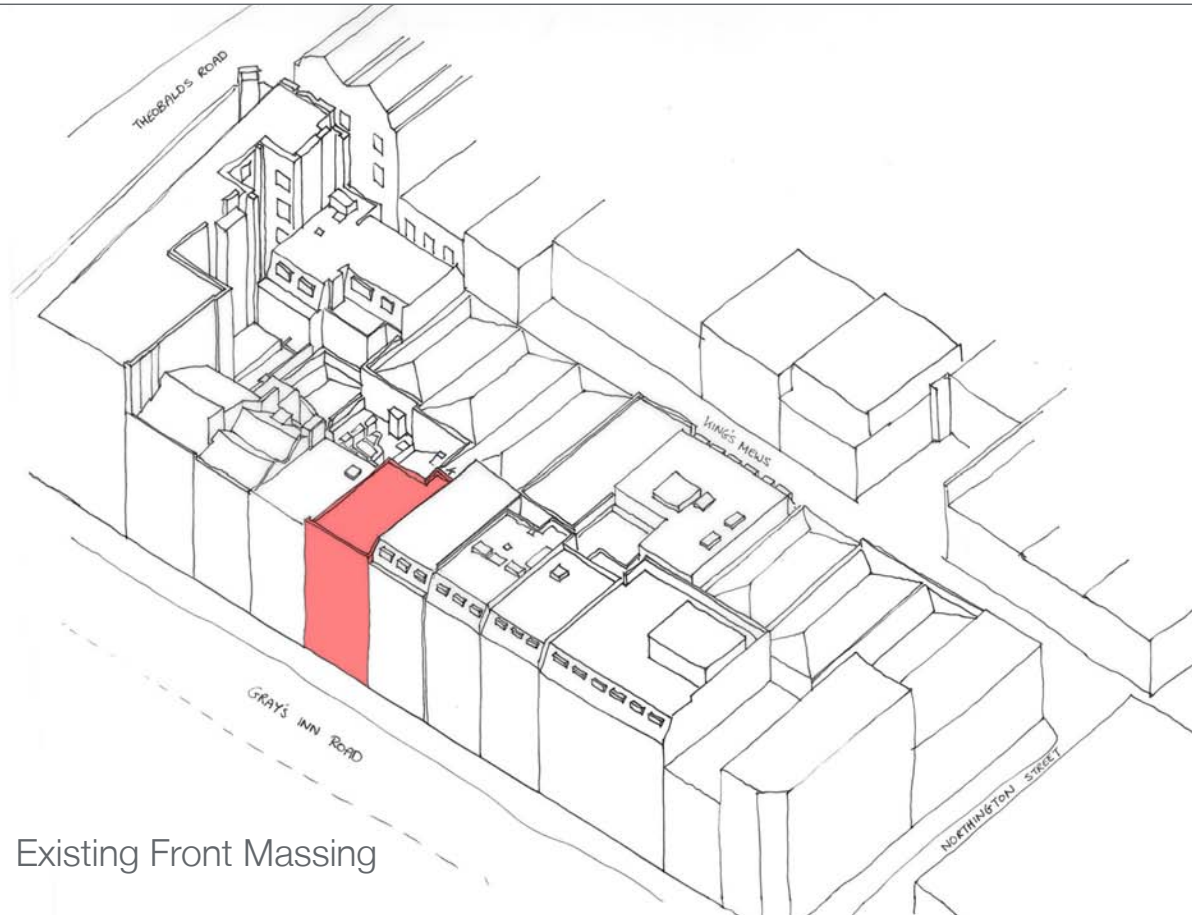 THEOBALDS ROAD
KING'S MEWS
GRAY'S INN ROAD
NORTHINGTON STREET
Existing Front Massing